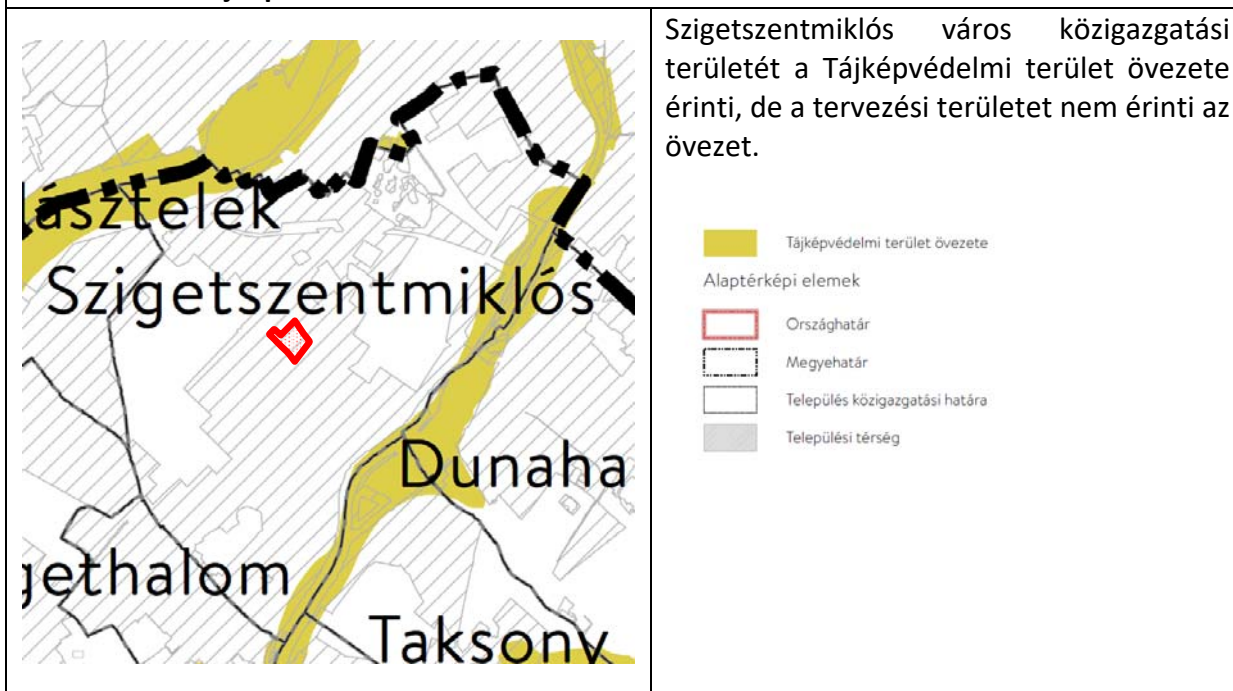 Szigetszentmiklós város közigazgatási
területét a Tájképvédelmi terület övezete
érinti, de a tervezési területet nem érinti az
övezet.
lásztelek
Szigetszentmiklós
Dunaha
gethalom
Taksony
Tájképvédelmi terület övezete
Alaptérképi elemek
Országhatár
Megyehatár
Település közigazgatási határa
Települési térség